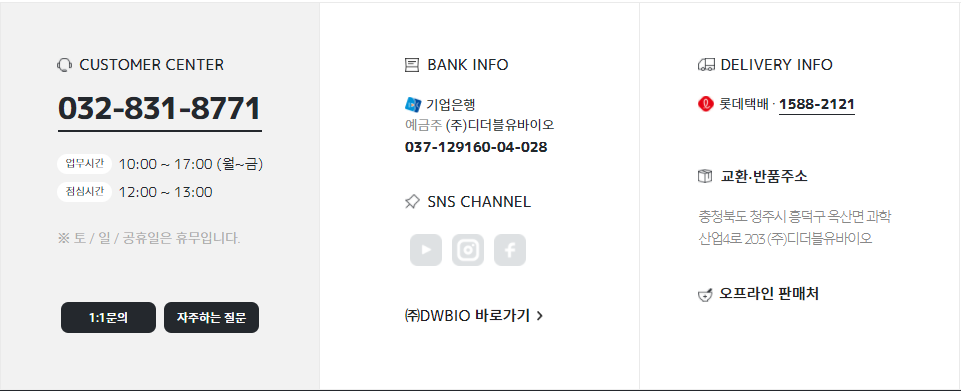 CUSTOMER CENTER
032-831-8771
업무시간 10:00 ~ 17:00 (월~금)
점심시간 12:00 ~ 13:00
※ 토 / 일 / 공휴일은 휴무입니다.
1:1문의 자주하는 질문
BANK INFO
기업은행
예금주 (주)디더블유바이오
037-129160-04-028
SNS CHANNEL
㈜DWBIO 바로가기 >
DELIVERY INFO
롯데택배 · 1588-2121
교환·반품주소
충청북도 청주시 흥덕구 옥산면 과학
산업4로 203 (주)디더블유바이오
오프라인 판매처